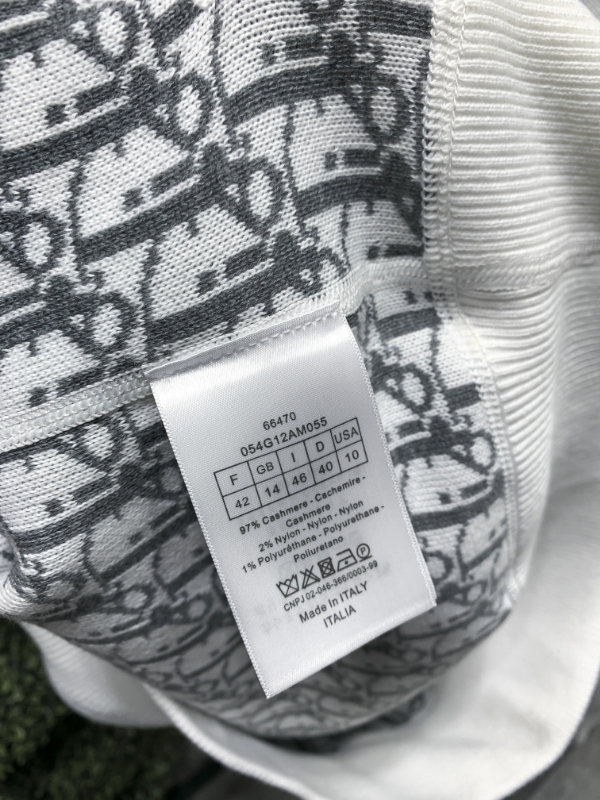 66470
054G12AM055
F GB I D USA
42 14 46 40 10
97% Cashmere - Cachemire -
Cashmere
2% Nylon - Nylon - Nylon
1% Polyuréthane - Polyuretane -
Poliuretano
CNPJ 02-046-366/0003-99
Made in ITALY
ITALIA